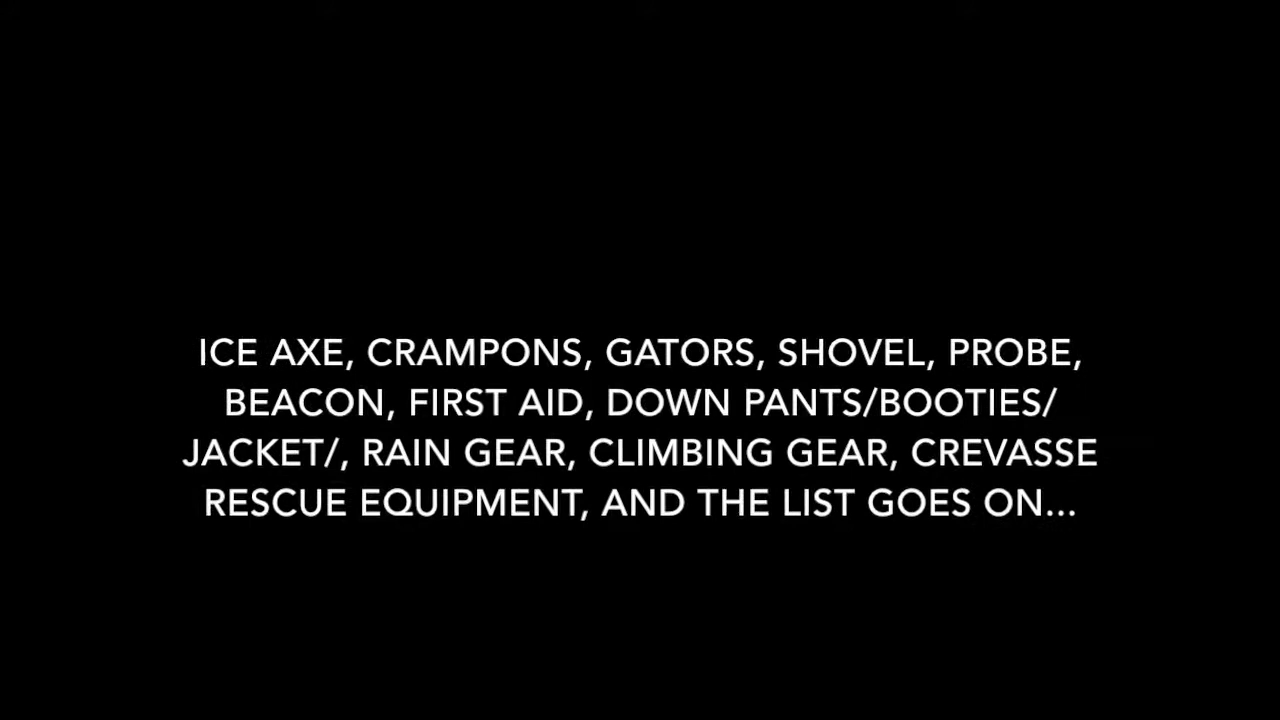 ICE AXE, CRAMPONS, GATORS, SHOVEL, PROBE,
BEACON, FIRST AID, DOWN PANTS/BOOTIES/
JACKET/, RAIN GEAR, CLIMBING GEAR, CREVASSE
RESCUE EQUIPMENT, AND THE LIST GOES ON...